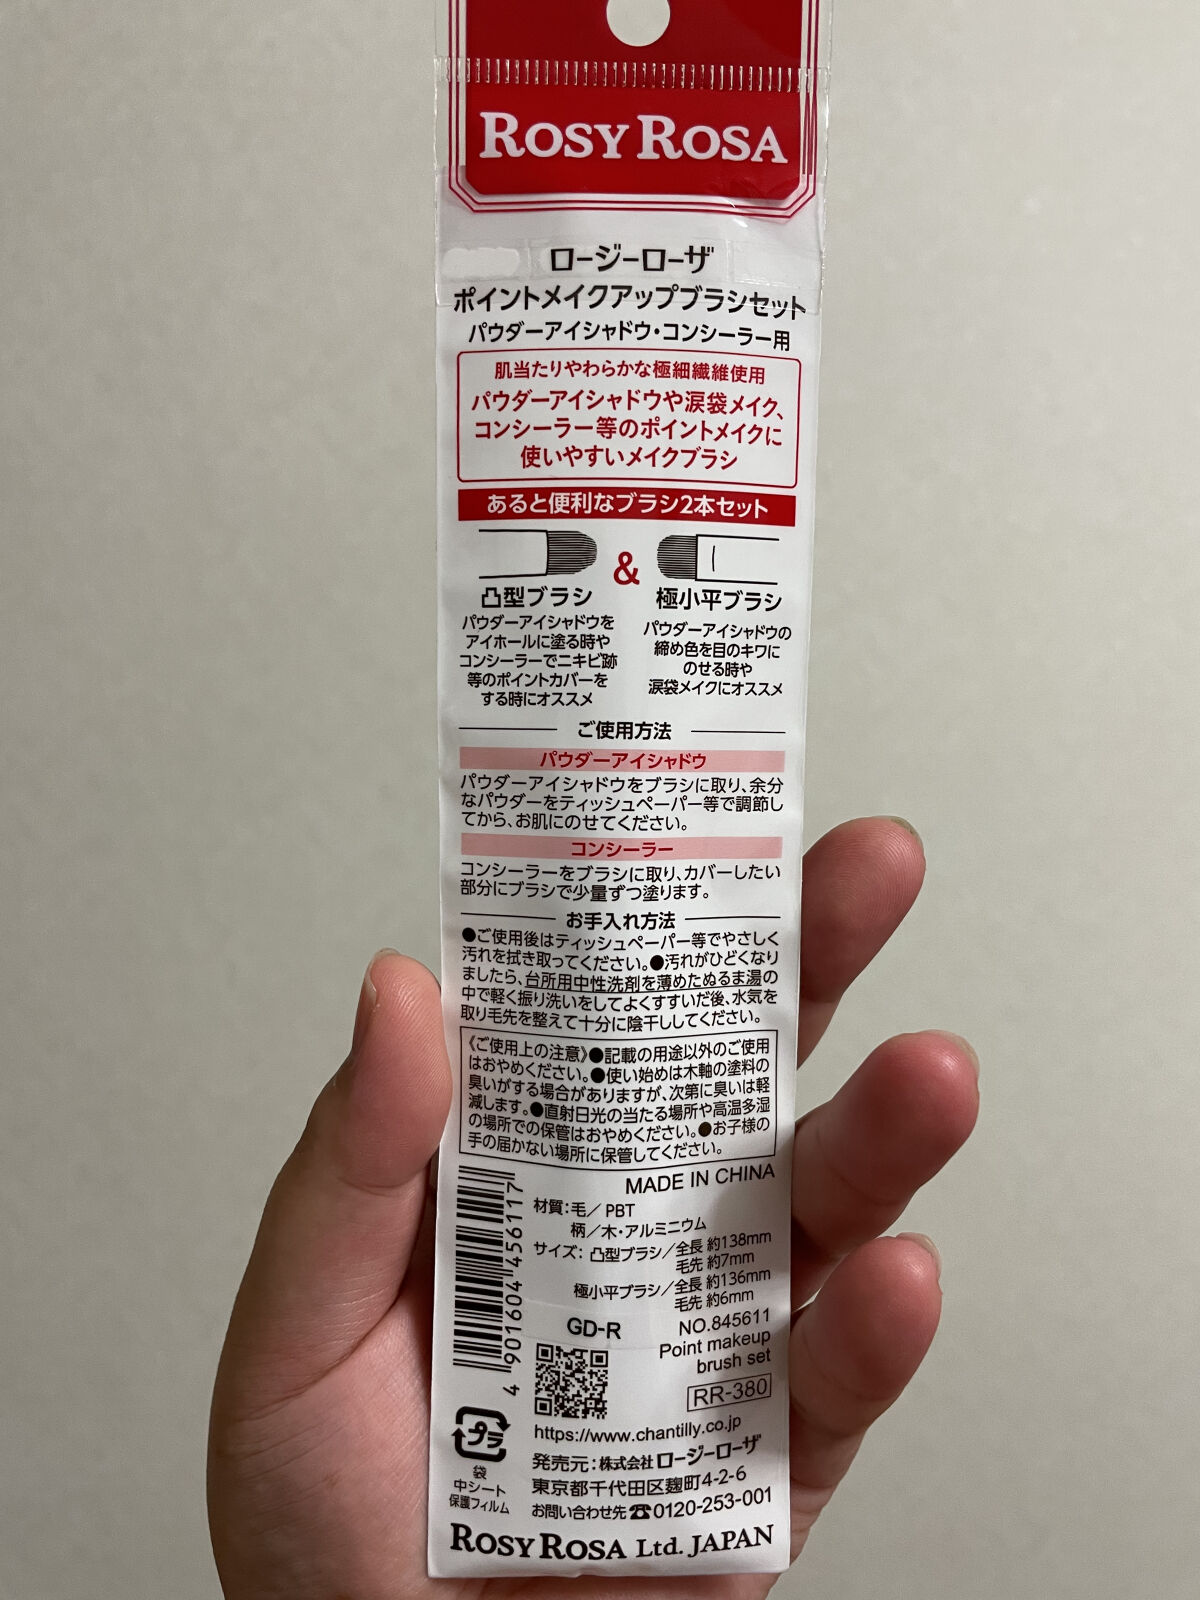 ROSY ROSA
ロージーローザ
ポイントメイクアップブラシセット
パウダーアイシャドウ・コンシーラー用
肌当たりやわらかな極細繊維使用
パウダーアイシャドウや涙袋メイク、
コンシーラー等のポイントメイクに
使いやすいメイクブラシ
あると便利なブラシ2本セット
&
凸型ブラシ
パウダーアイシャドウを
アイホールに塗る時や
コンシーラーでニキビ跡
等のポイントカバーを
する時にオススメ
極小平ブラシ
パウダーアイシャドウの
締め色を目のキワに
のせる時や
涙袋メイクにオススメ
ご使用方法
パウダーアイシャドウ
パウダーアイシャドウをブラシに取り、余分
なパウダーをティッシュペーパー等で調節し
てから、お肌にのせてください。
コンシーラー
コンシーラーをブラシに取り、カバーしたい
部分にブラシで少量ずつ塗ります。
お手入れ方法
●ご使用後はティッシュペーパー等でやさしく
汚れを拭き取ってください。●汚れがひどくなり
ましたら、台所用中性洗剤を薄めたぬるま湯の
中で軽く振り洗いをしてよくすすいだ後、水気を
取り毛先を整えて十分に陰干ししてください。
《ご使用上の注意》●記載の用途以外のご使用
はおやめください。●使い始めは木軸の塗料の
臭いがする場合がありますが、次第に臭いは軽
減します。●直射日光の当たる場所や高温多湿
の場所での保管はおやめください。●お子様の
手の届かない場所に保管してください。
MADE IN CHINA
材質:毛/PBT
柄/木・アルミニウム
サイズ:凸型ブラシ/全長 約138mm
毛先 約7mm
極小平ブラシ/全長 約136mm
毛先 約6mm
4 901604 456117
GD-R
NO.845611
Point makeup
brush set
RR-380
https://www.chantilly.co.jp
プラ
袋
中シート
保護フィルム
発売元:株式会社ロージーローザ
東京都千代田区麹町4-2-6
お問い合わせ先☎0120-253-001
ROSY ROSA Ltd. JAPAN